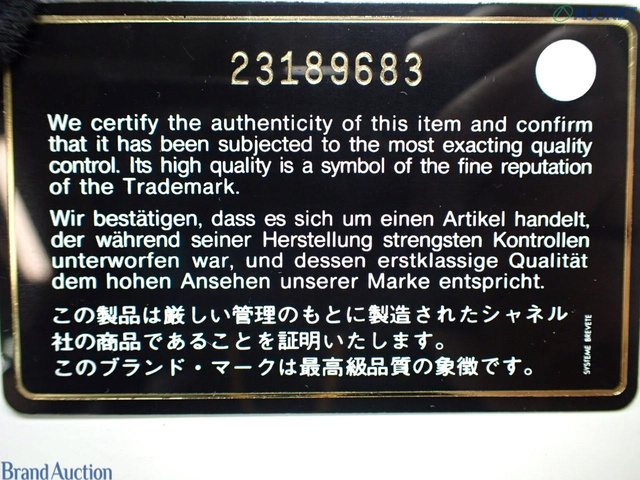 23189683
We certify the authenticity of this item and confirm
that it has been subjected to the most exacting quality
control. Its high quality is a symbol of the fine reputation
of the Trademark.
Wir bestätigen, dass es sich um einen Artikel handelt,
der während seiner Herstellung strengsten Kontrollen
unterworfen war, und dessen erstklassige Qualität
dem hohen Ansehen unserer Marke entspricht.
この製品は厳しい管理のもとに製造されたシャネル
社の商品であることを証明いたします。
このブランド・マークは最高級品質の象徴です。
SYSTEME BREVETE
Brand Auction